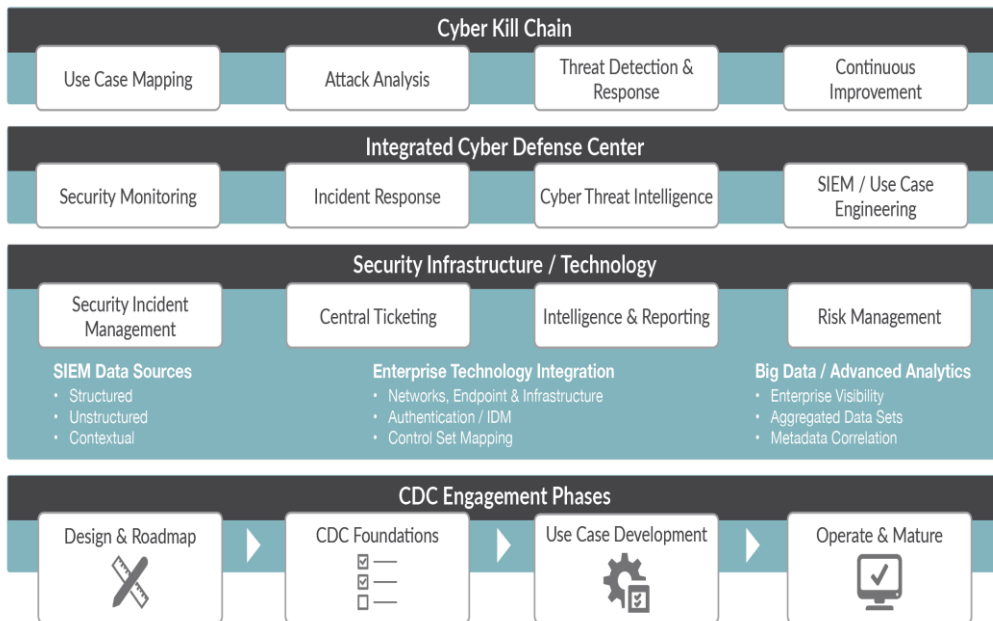 Cyber Kill Chain
Use Case Mapping
Attack Analysis
Threat Detection &
Response
Continuous
Improvement
Integrated Cyber Defense Center
Security Monitoring
Incident Response
Cyber Threat Intelligence
SIEM / Use Case
Engineering
Security Infrastructure / Technology
Security Incident
Management
Central Ticketing
Intelligence & Reporting
Risk Management
SIEM Data Sources
• Structured
• Unstructured
• Contextual
Enterprise Technology Integration
• Networks, Endpoint & Infrastructure
• Authentication / IDM
• Control Set Mapping
Big Data / Advanced Analytics
• Enterprise Visibility
• Aggregated Data Sets
• Metadata Correlation
CDC Engagement Phases
Design & Roadmap
CDC Foundations
Use Case Development
Operate & Mature